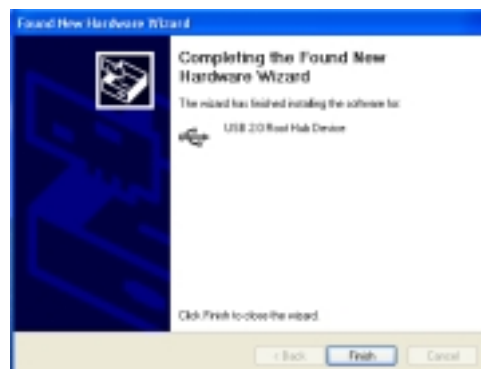 Found New Hardware Wizard
Completing the Found New
Hardware Wizard
The wizard has finished installing the software for:
USB 2.0 Root Hub Device
Click Finish to close the wizard.
< Back
Finish
Cancel